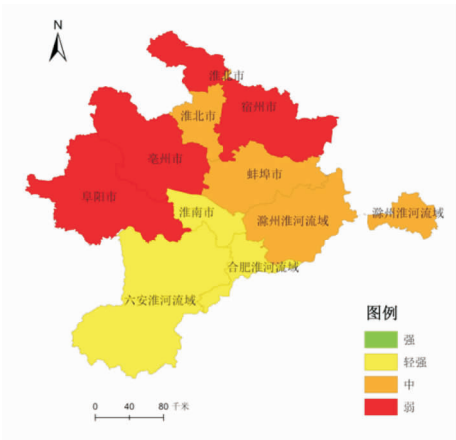 N
淮北市
宿州市
淮北市
亳州市
蚌埠市
阜阳市
淮南市
滁州淮河流域
滁州淮河流域
合肥淮河流域
六安淮河流域
图例
强
轻强
中
弱
0 40 80 千米